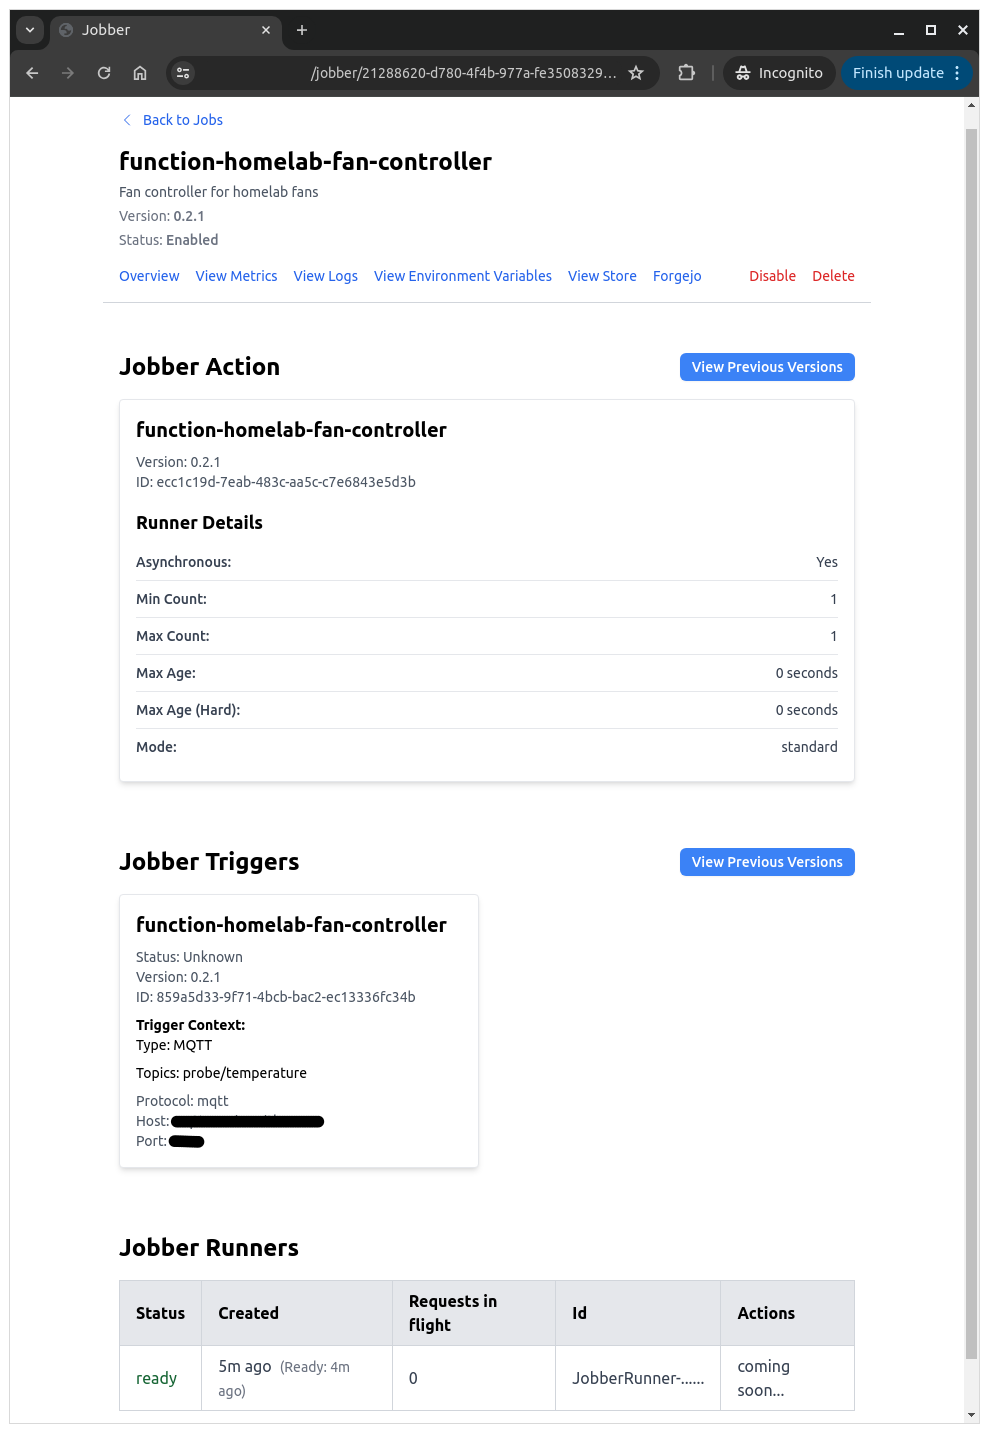 Jobber
/jobber/21288620-d780-4f4b-977a-fe3508329...
Incognito
Finish update
Back to Jobs
function-homelab-fan-controller
Fan controller for homelab fans
Version: 0.2.1
Status: Enabled
Overview View Metrics View Logs View Environment Variables View Store Forgejo Disable Delete
Jobber Action
View Previous Versions
function-homelab-fan-controller
Version: 0.2.1
ID: ecc1c19d-7eab-483c-aa5c-c7e6843e5d3b
Runner Details
Asynchronous: Yes
Min Count: 1
Max Count: 1
Max Age: 0 seconds
Max Age (Hard): 0 seconds
Mode: standard
Jobber Triggers
View Previous Versions
function-homelab-fan-controller
Status: Unknown
Version: 0.2.1
ID: 859a5d33-9f71-4bcb-bac2-ec13336fc34b
Trigger Context:
Type: MQTT
Topics: probe/temperature
Protocol: mqtt
Host:
Port:
Jobber Runners
Status Created Requests in flight Id Actions
ready 5m ago (Ready: 4m ago) 0 JobberRunner-...... coming soon...